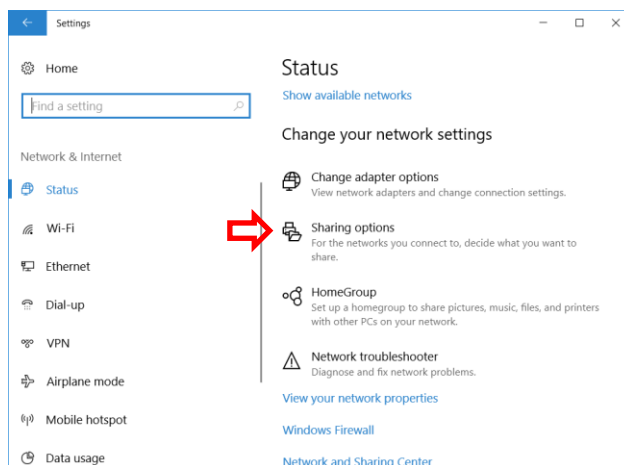 Settings
Home
Find a setting
Network & Internet
Status
Wi-Fi
Ethernet
Dial-up
VPN
Airplane mode
Mobile hotspot
Data usage
Status
Show available networks
Change your network settings
Change adapter options
View network adapters and change connection settings.
Sharing options
For the networks you connect to, decide what you want to
share.
HomeGroup
Set up a homegroup to share pictures, music, files, and printers
with other PCs on your network.
Network troubleshooter
Diagnose and fix network problems.
View your network properties
Windows Firewall
Network and Sharing Center